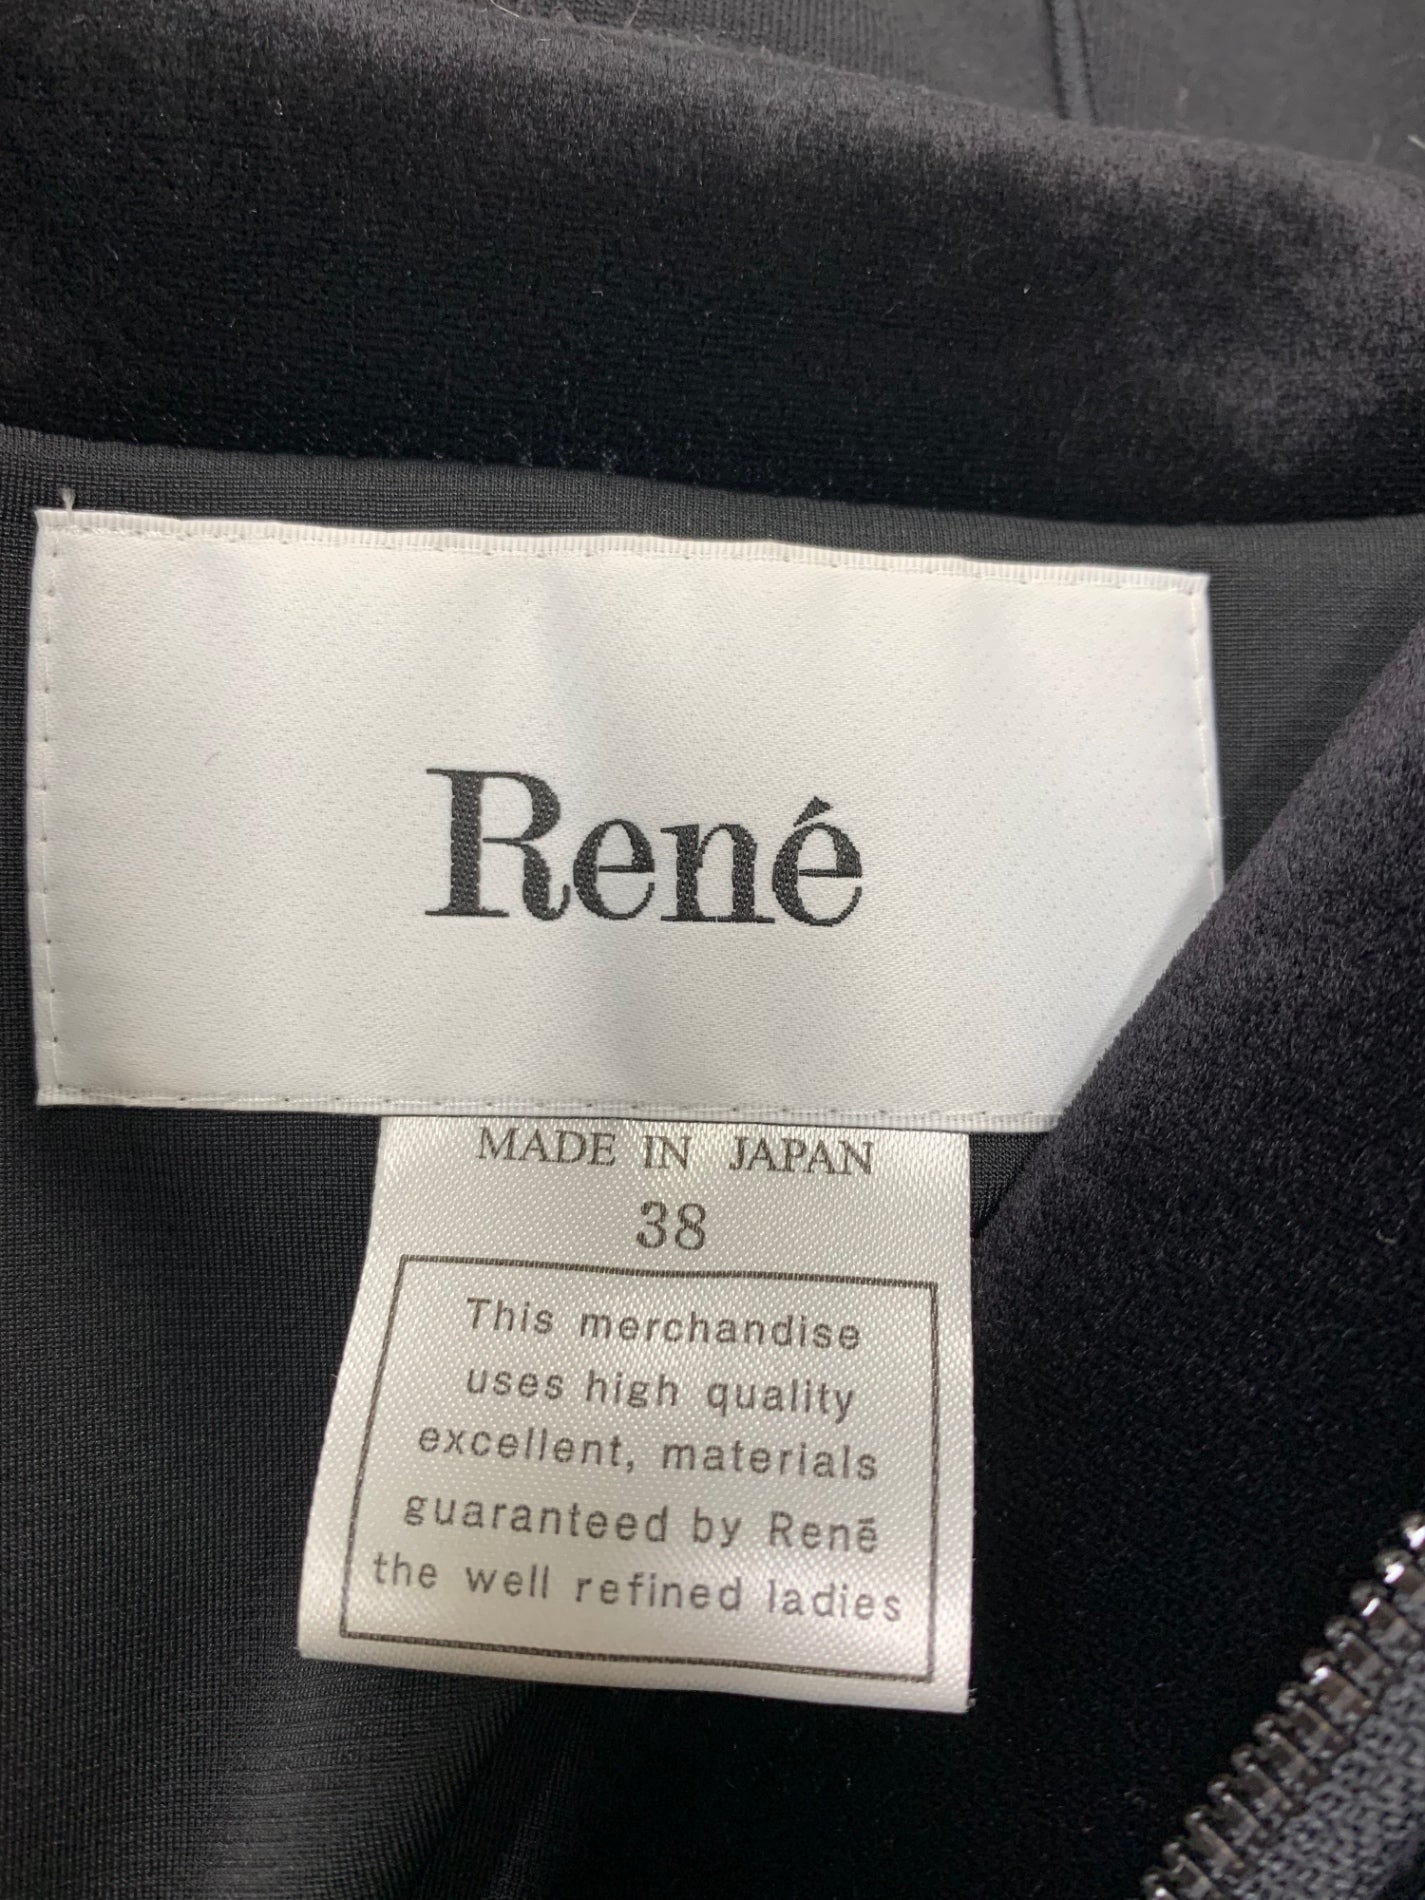 René
MADE IN JAPAN
38
This merchandise
uses high quality
excellent, materials
guaranteed by Renē
the well refined ladies